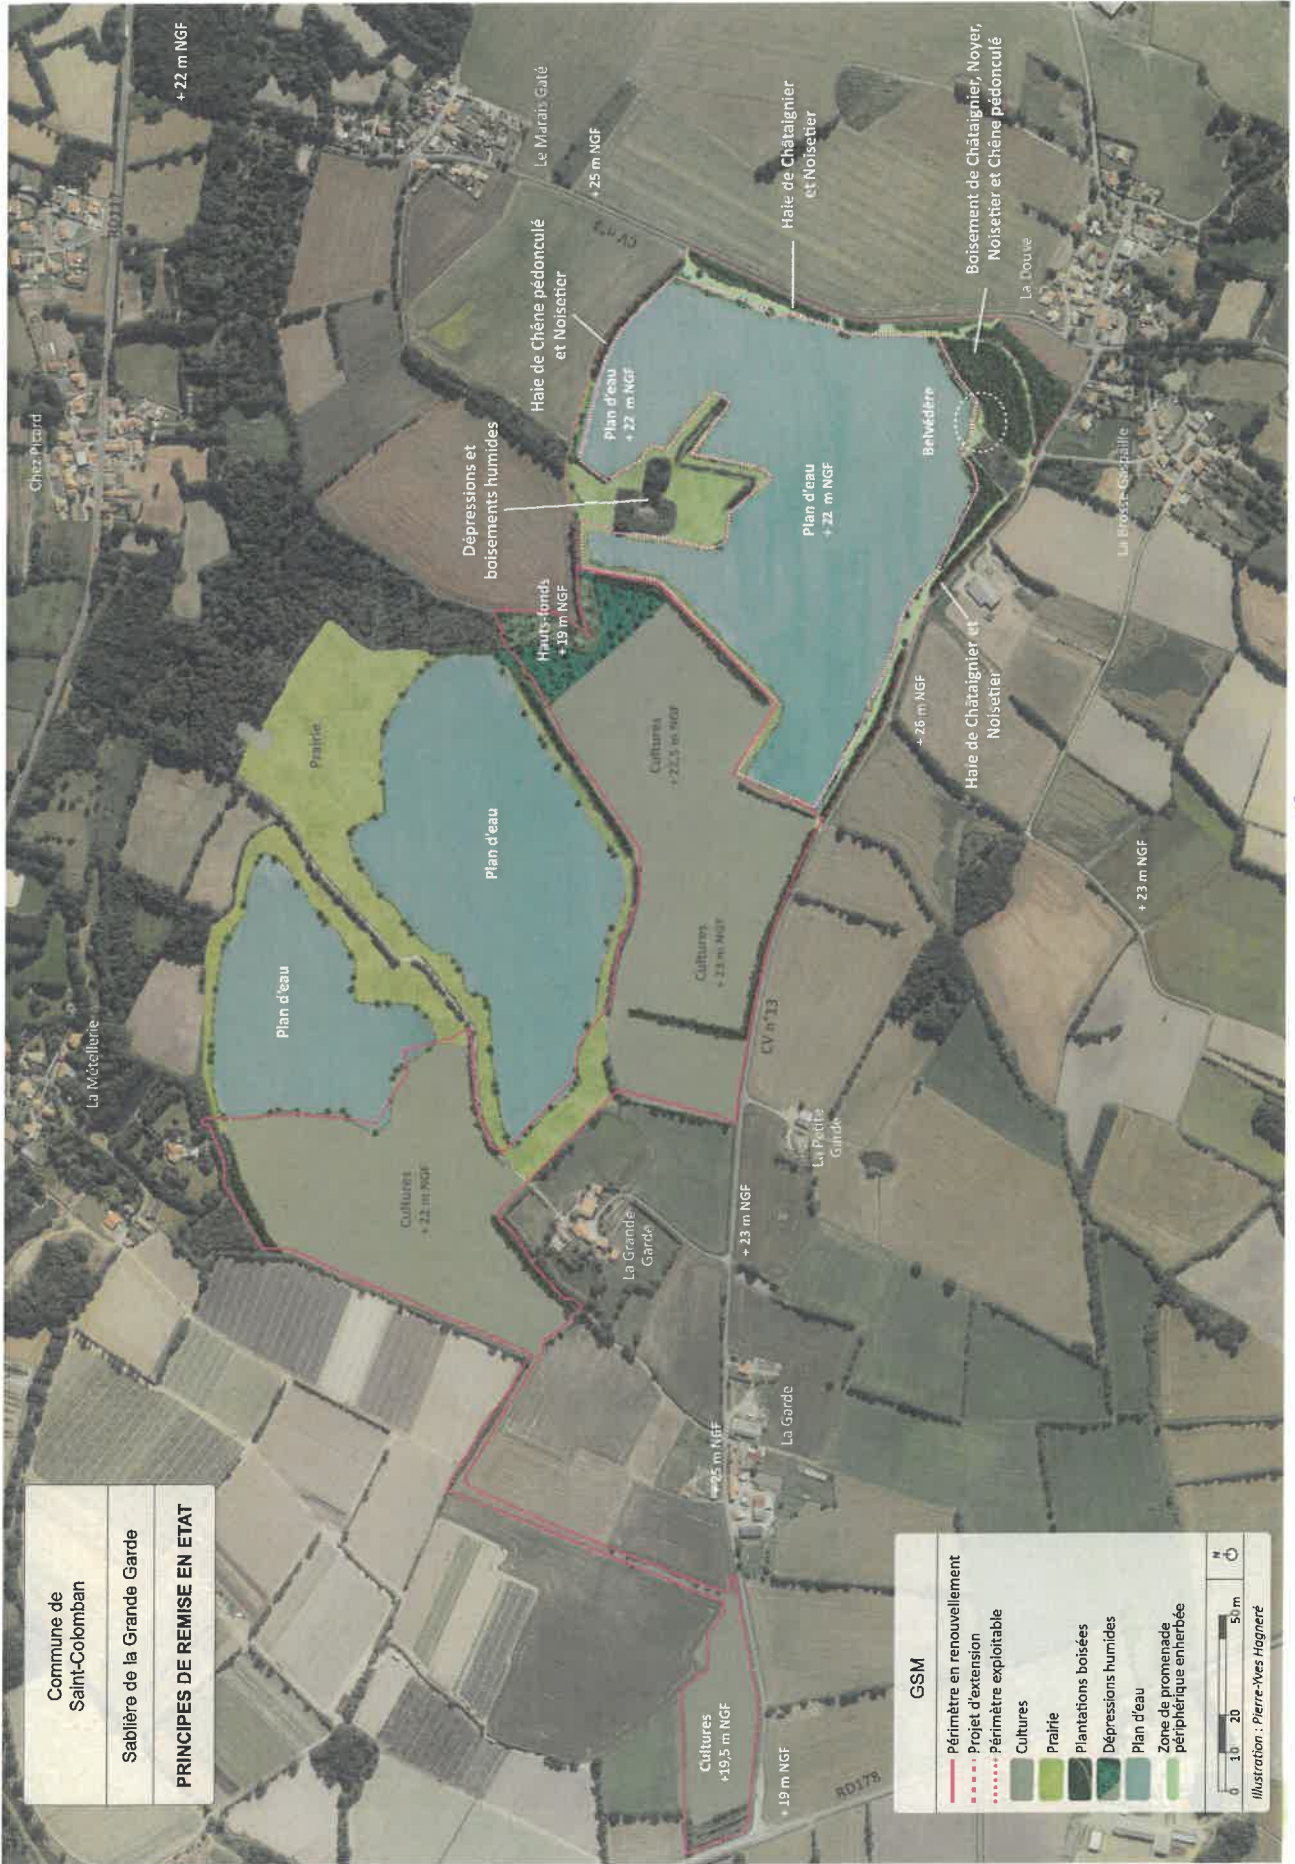 Commune de
Saint-Colomban
Sablière de la Grande Garde
PRINCIPES DE REMISE EN ETAT
La Métellerie
Chez Picard
+ 22 m NGF
Le Marais Gaté
+ 25 m NGF
CV n°3
Prairie
Plan d'eau
Plan d'eau
Cultures
+ 22 m NGF
Dépressions et
boisements humides
Haie de Chêne pédonculé
et Noisetier
Hauts-fonds
+ 19 m NGF
Plan d'eau
+ 22 m NGF
Haie de Châtaignier
et Noisetier
Cultures
+ 22,5 m NGF
Cultures
+ 23 m NGF
Plan d'eau
+ 22 m NGF
Belvédère
Boisement de Châtaignier, Noyer,
Noisetier et Chêne pédonculé
La Douve
La Brosse Gaspaille
Haie de Châtaignier et
Noisetier
+ 26 m NGF
+ 23 m NGF
CV n°13
La Petite
Garde
La Grande
Garde
+ 23 m NGF
La Garde
+25 m NGF
Cultures
+19,5 m NGF
+ 19 m NGF
RD178
GSM
Périmètre en renouvellement
Projet d'extension
Périmètre exploitable
Cultures
Prairie
Plantations boisées
Dépressions humides
Plan d'eau
Zone de promenade
périphérique enherbée
0 10 20 50 m
N
Illustration : Pierre-Yves Hagneré